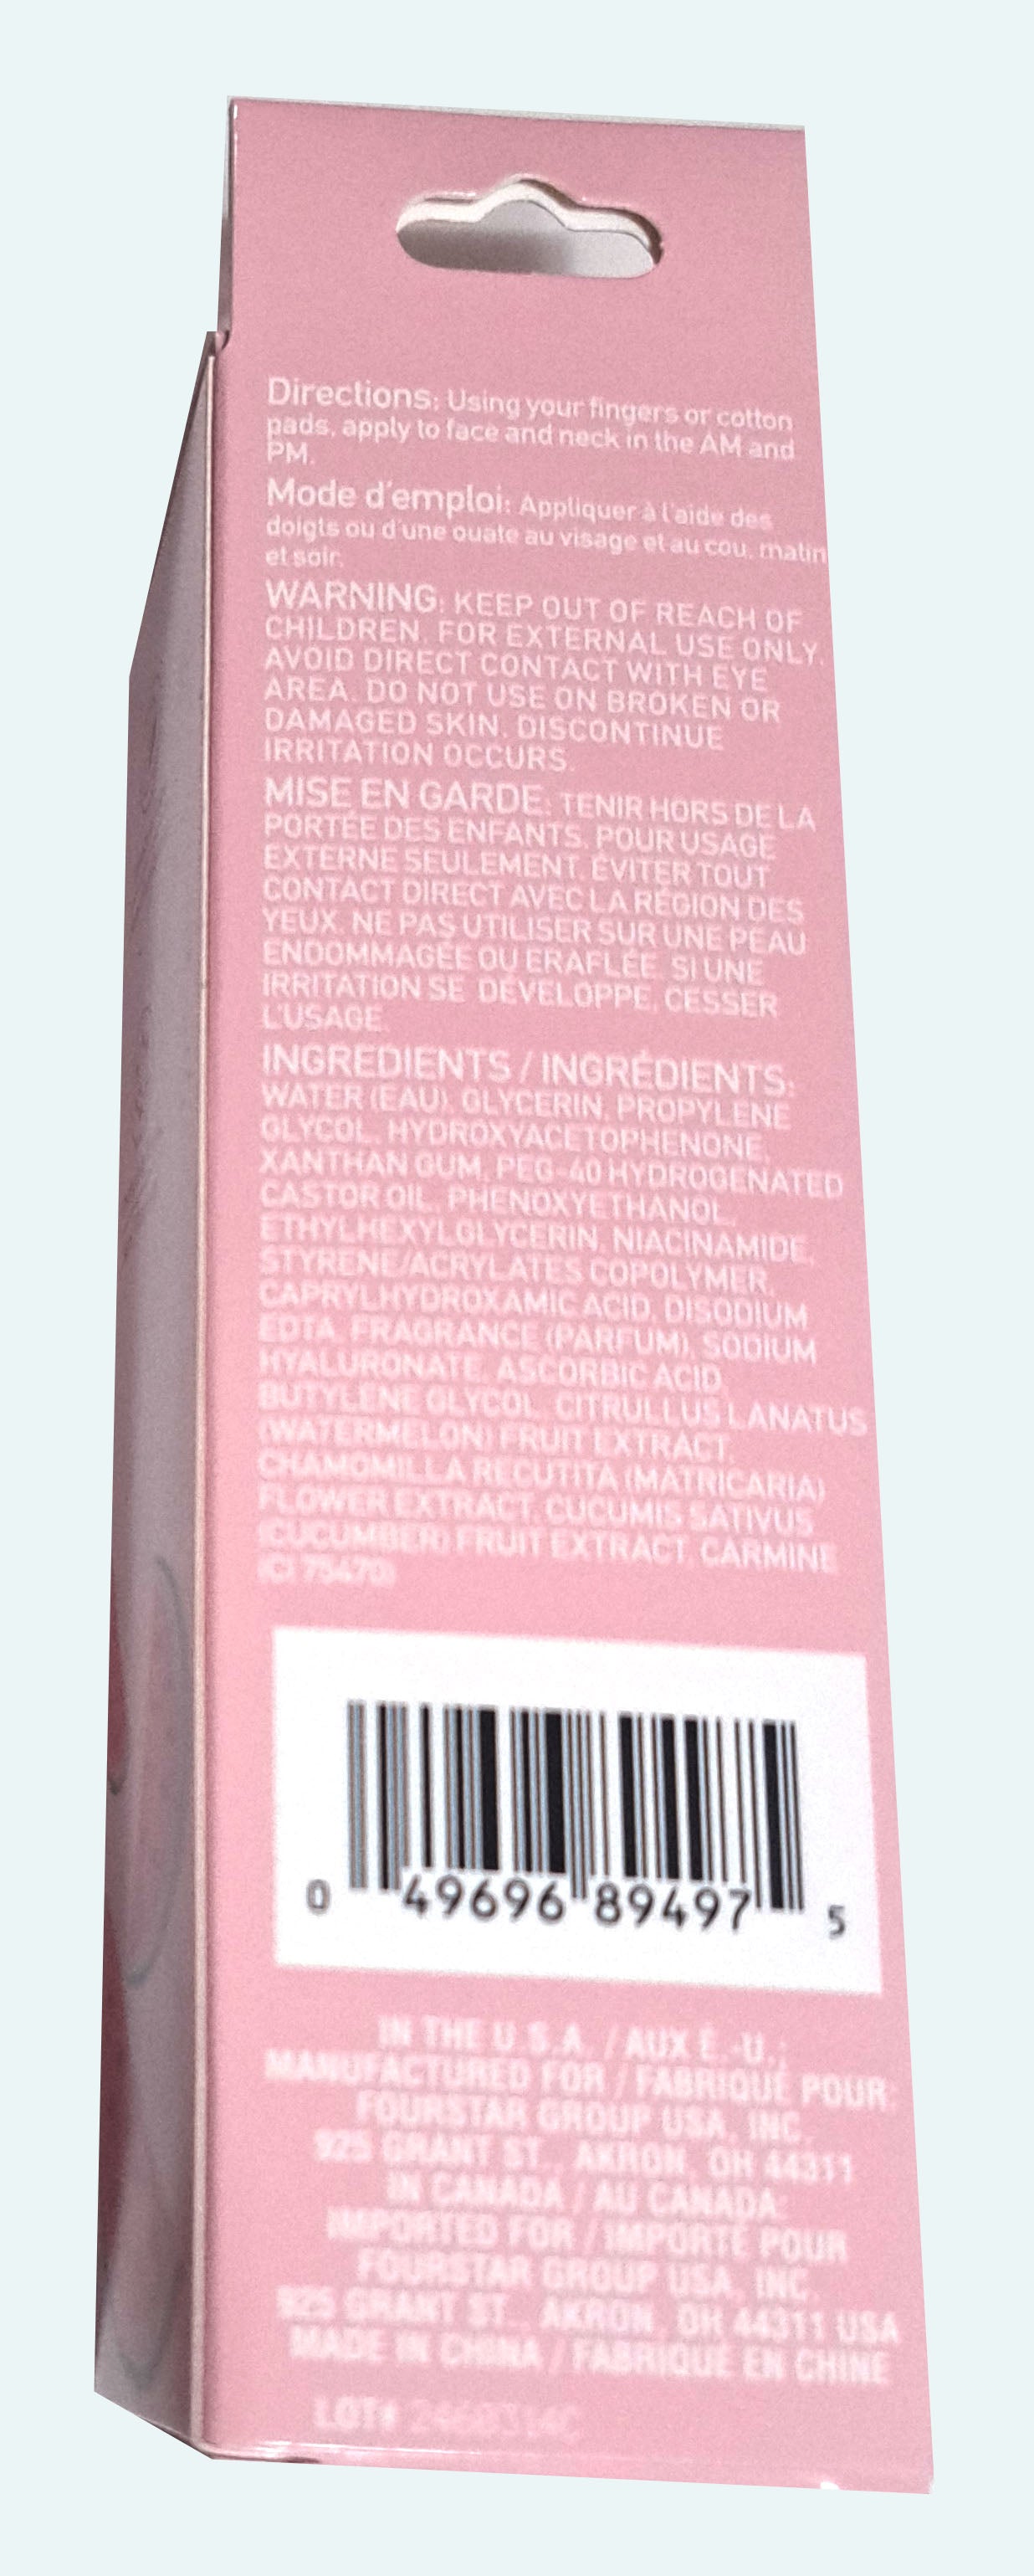 Directions: Using your fingers or cotton
pads, apply to face and neck in the AM and
PM.
Mode d'emploi: Appliquer à l'aide des
doigts ou d'une ouate au visage et au cou, matin
et soir.
WARNING: KEEP OUT OF REACH OF
CHILDREN. FOR EXTERNAL USE ONLY.
AVOID DIRECT CONTACT WITH EYE
AREA. DO NOT USE ON BROKEN OR
DAMAGED SKIN. DISCONTINUE
IRRITATION OCCURS.
MISE EN GARDE: TENIR HORS DE LA
PORTÉE DES ENFANTS. POUR USAGE
EXTERNE SEULEMENT. ÉVITER TOUT
CONTACT DIRECT AVEC LA RÉGION DES
YEUX. NE PAS UTILISER SUR UNE PEAU
ENDOMMAGÉE OU ERAFLÉE. SI UNE
IRRITATION SE DÉVELOPPE, CESSER
L'USAGE.
INGREDIENTS / INGRÉDIENTS:
WATER (EAU), GLYCERIN, PROPYLENE
GLYCOL, HYDROXYACETOPHENONE,
XANTHAN GUM, PEG-40 HYDROGENATED
CASTOR OIL, PHENOXYETHANOL,
ETHYLHEXYLGLYCERIN, NIACINAMIDE,
STYRENE/ACRYLATES COPOLYMER,
CAPRYLHYDROXAMIC ACID, DISODIUM
EDTA, FRAGRANCE (PARFUM), SODIUM
HYALURONATE, ASCORBIC ACID,
BUTYLENE GLYCOL, CITRULLUS LANATUS
(WATERMELON) FRUIT EXTRACT,
CHAMOMILLA RECUTITA (MATRICARIA)
FLOWER EXTRACT, CUCUMIS SATIVUS
(CUCUMBER) FRUIT EXTRACT, CARMINE
(CI 75470)
0 49696 89497 5
IN THE U.S.A. / AUX É.-U.:
MANUFACTURED FOR / FABRIQUÉ POUR:
FOURSTAR GROUP USA, INC.
925 GRANT ST., AKRON, OH 44311
IN CANADA / AU CANADA:
IMPORTED FOR / IMPORTÉ POUR
FOURSTAR GROUP USA, INC.
925 GRANT ST., AKRON, OH 44311 USA
MADE IN CHINA / FABRIQUÉ EN CHINE
LOT#